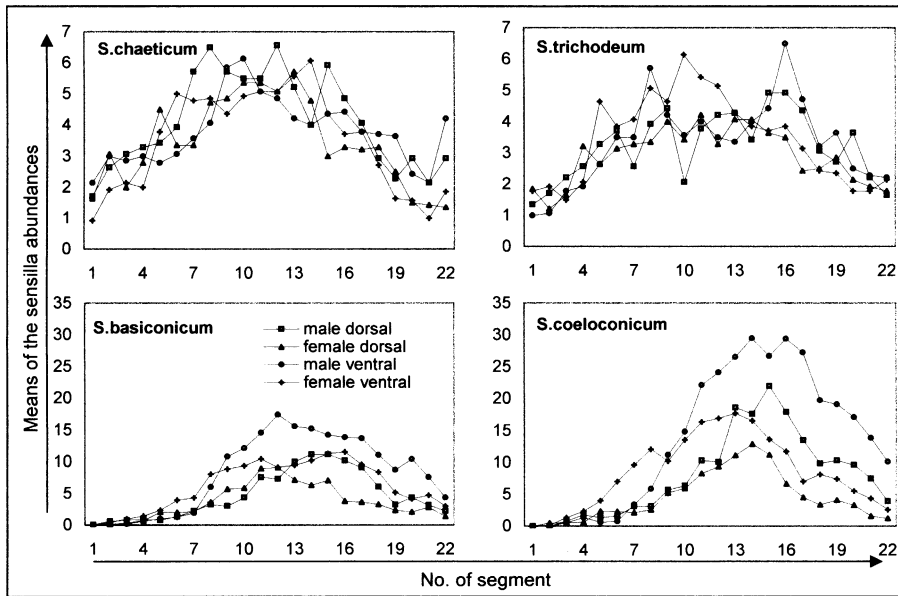 Means of the sensilla abundances
S.chaeticum
7
6
5
4
3
2
1
0
1 4 7 10 13 16 19 22
S.trichodeum
7
6
5
4
3
2
1
0
1 4 7 10 13 16 19 22
S.basiconicum
35
30
25
20
15
10
5
0
male dorsal
female dorsal
male ventral
female ventral
1 4 7 10 13 16 19 22
S.coeloconicum
35
30
25
20
15
10
5
0
1 4 7 10 13 16 19 22
No. of segment